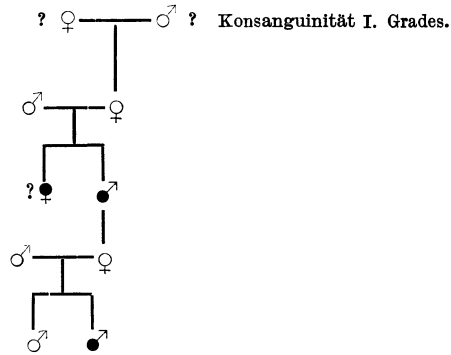 ? ♀ ♂ ? Konsanguinität I. Grades.
♂ ♀
?
♂ ♀
♂